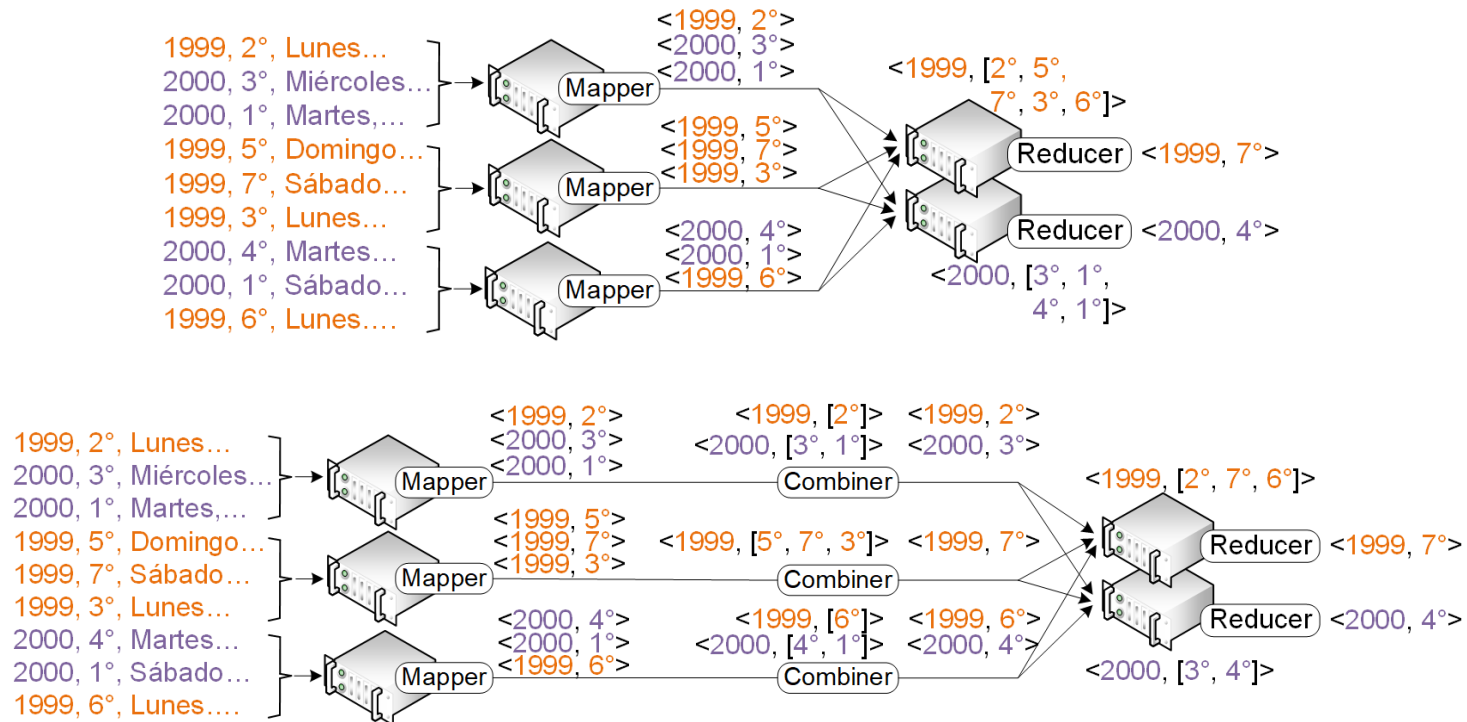 1999, 2°, Lunes…
2000, 3°, Miércoles…
2000, 1°, Martes,…
1999, 5°, Domingo…
1999, 7°, Sábado…
1999, 3°, Lunes…
2000, 4°, Martes…
2000, 1°, Sábado…
1999, 6°, Lunes….
Mapper
Mapper
Mapper
<1999, 2°>
<2000, 3°>
<2000, 1°>
<1999, 5°>
<1999, 7°>
<1999, 3°>
<2000, 4°>
<2000, 1°>
<1999, 6°>
<1999, [2°, 5°,
7°, 3°, 6°]>
Reducer
<1999, 7°>
Reducer
<2000, 4°>
<2000, [3°, 1°,
4°, 1°]>
1999, 2°, Lunes…
2000, 3°, Miércoles…
2000, 1°, Martes,…
1999, 5°, Domingo…
1999, 7°, Sábado…
1999, 3°, Lunes…
2000, 4°, Martes…
2000, 1°, Sábado…
1999, 6°, Lunes….
Mapper
Mapper
Mapper
<1999, 2°>
<2000, 3°>
<2000, 1°>
<1999, 5°>
<1999, 7°>
<1999, 3°>
<2000, 4°>
<2000, 1°>
<1999, 6°>
<1999, [2°]>
<2000, [3°, 1°]>
<1999, 2°>
<2000, 3°>
Combiner
<1999, [5°, 7°, 3°]>
<1999, 7°>
Combiner
<1999, [6°]>
<2000, [4°, 1°]>
<1999, 6°>
<2000, 4°>
Combiner
<1999, [2°, 7°, 6°]>
Reducer
<1999, 7°>
Reducer
<2000, 4°>
<2000, [3°, 4°]>